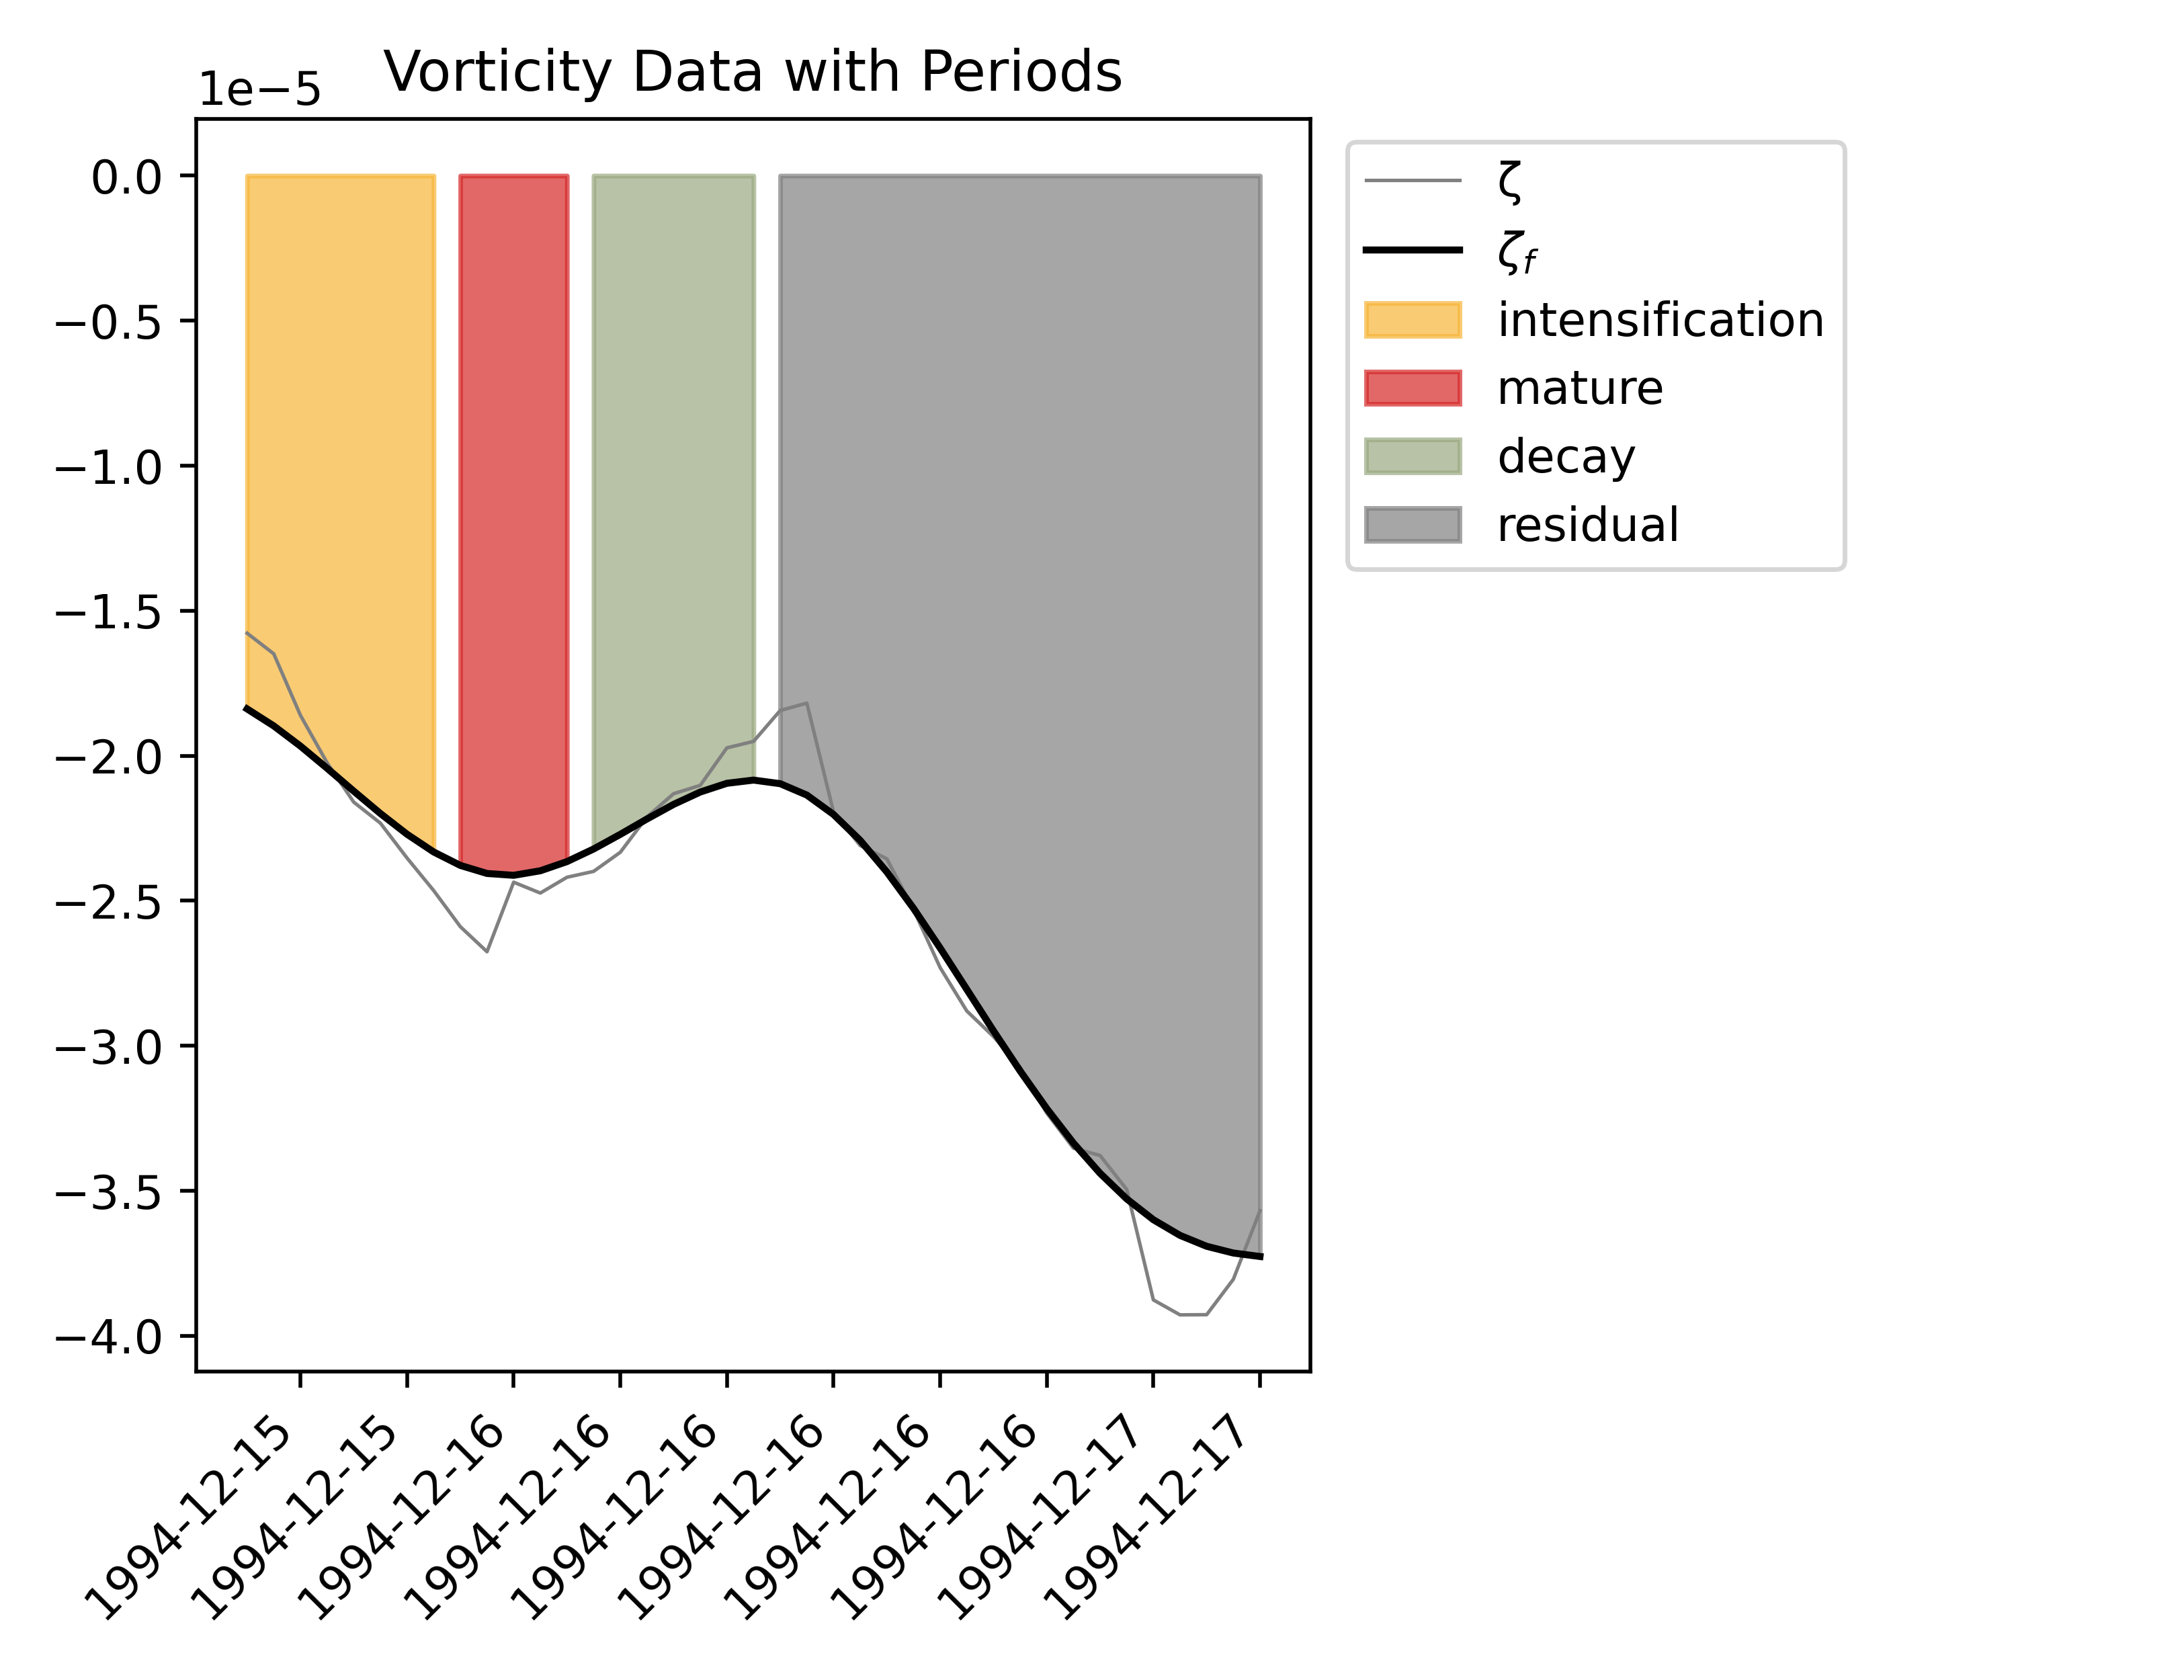 Vorticity Data with Periods
1e−5
0.0
−0.5
−1.0
−1.5
−2.0
−2.5
−3.0
−3.5
−4.0
1994-12-15
1994-12-15
1994-12-16
1994-12-16
1994-12-16
1994-12-16
1994-12-16
1994-12-16
1994-12-17
1994-12-17
ζ
ζf
intensification
mature
decay
residual